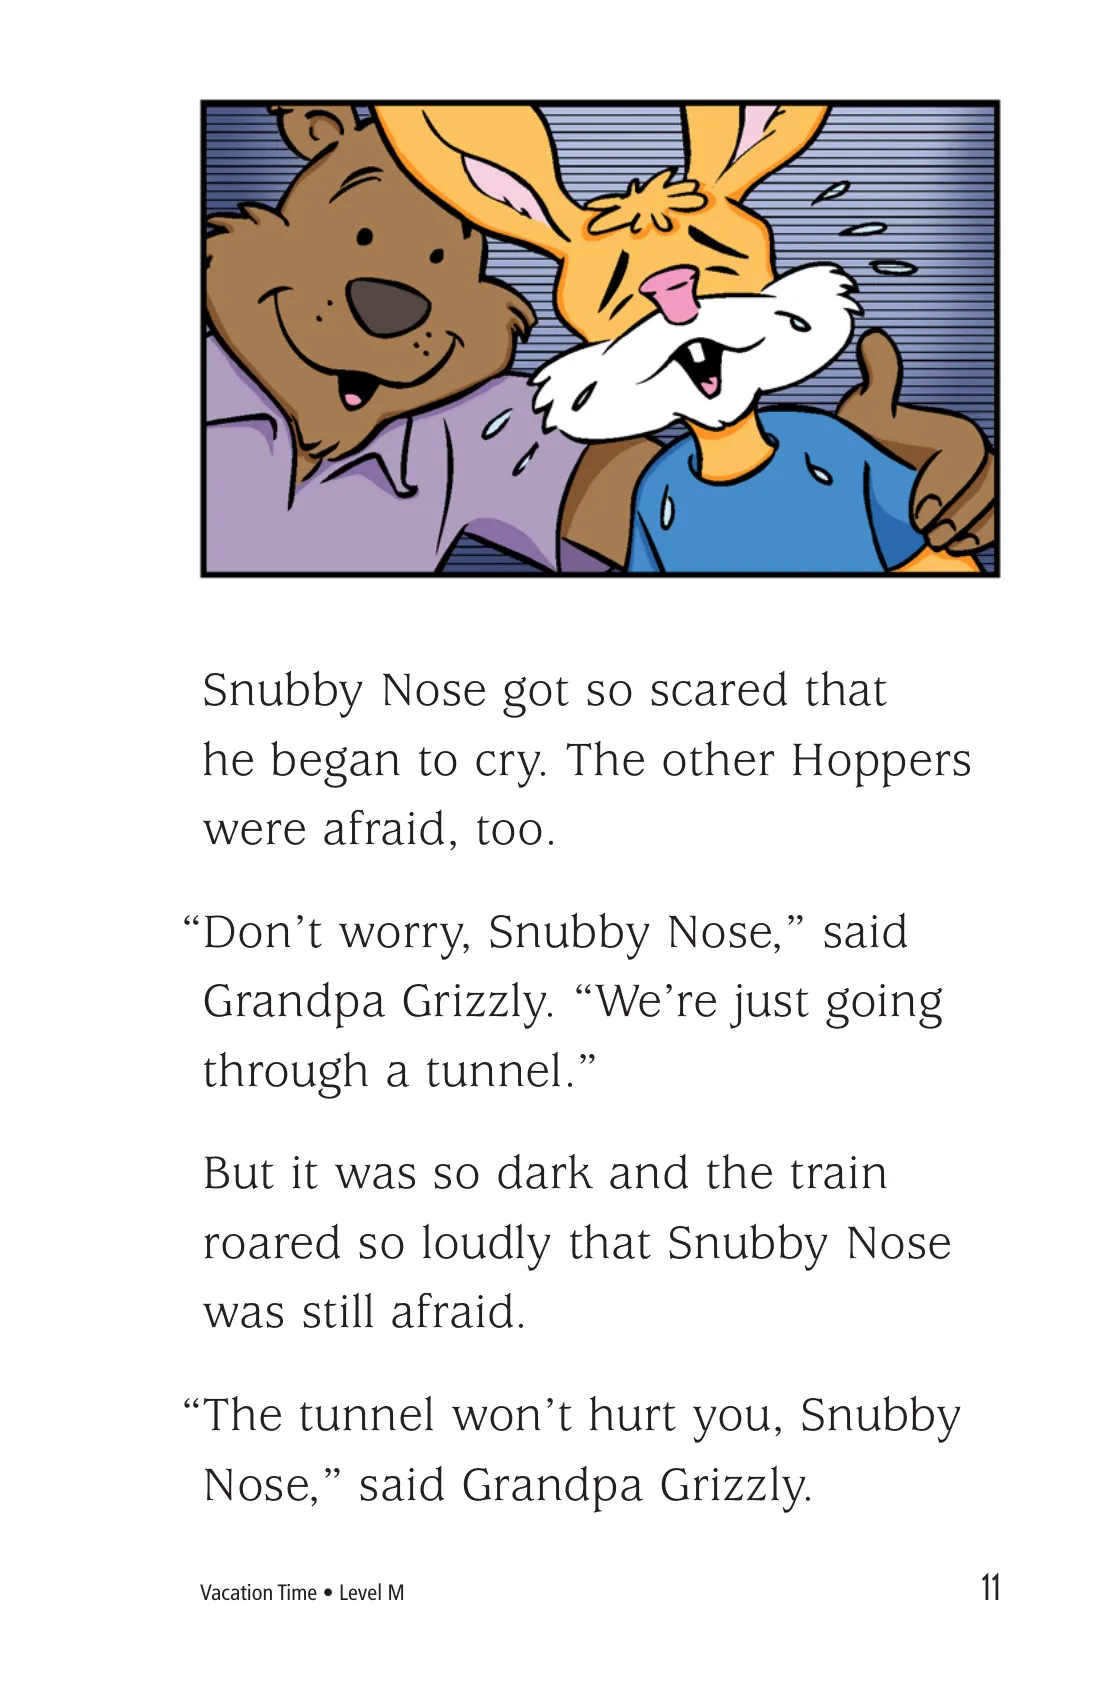 Snubby Nose got so scared that
he began to cry. The other Hoppers
were afraid, too.
“Don’t worry, Snubby Nose,” said
Grandpa Grizzly. “We’re just going
through a tunnel.”
But it was so dark and the train
roared so loudly that Snubby Nose
was still afraid.
“The tunnel won’t hurt you, Snubby
Nose,” said Grandpa Grizzly.
Vacation Time • Level M
11